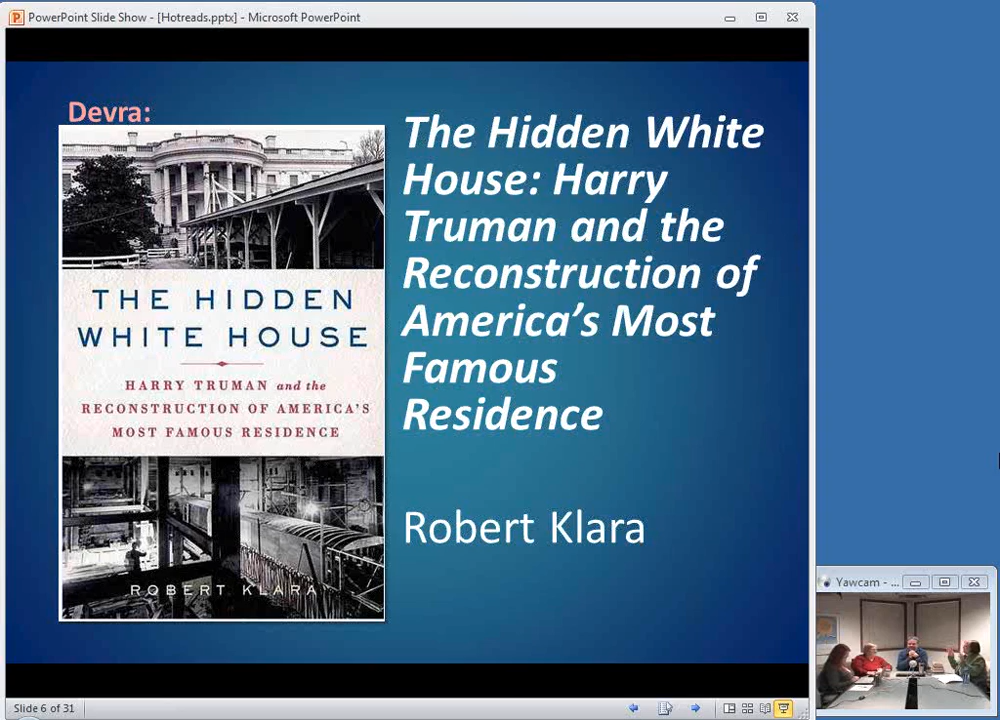 PowerPoint Slide Show - [Hotreads.pptx] - Microsoft PowerPoint
Devra:
THE HIDDEN
WHITE HOUSE
HARRY TRUMAN and the
RECONSTRUCTION OF AMERICA'S
MOST FAMOUS RESIDENCE
ROBERT KLARA
The Hidden White
House: Harry
Truman and the
Reconstruction of
America’s Most
Famous
Residence
Robert Klara
Yawcam - ...
Slide 6 of 31